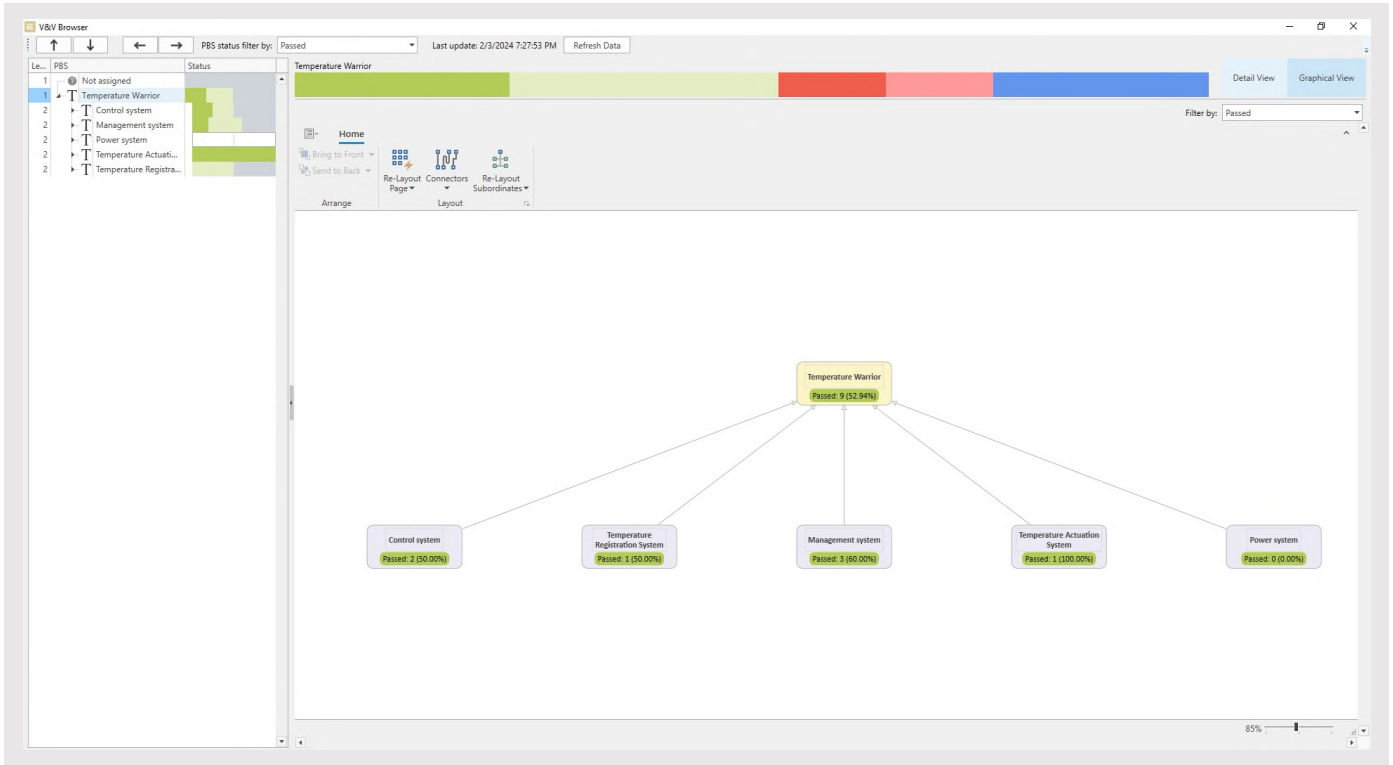 V&V Browser
PBS status filter by: Passed Last update: 2/3/2024 7:27:53 PM Refresh Data
Le... PBS Status
1 Not assigned
1 T Temperature Warrior
2 T Control system
2 T Management system
2 T Power system
2 T Temperature Actuati...
2 T Temperature Registra...
Temperature Warrior
Detail View Graphical View
Filter by: Passed
Home
Bring to Front
Send to Back
Re-Layout Page
Connectors
Re-Layout Subordinates
Arrange Layout
Temperature Warrior
Passed: 9 (52.94%)
Control system
Passed: 2 (50.00%)
Temperature
Registration System
Passed: 1 (50.00%)
Management system
Passed: 3 (60.00%)
Temperature Actuation
System
Passed: 1 (100.00%)
Power system
Passed: 0 (0.00%)
85%